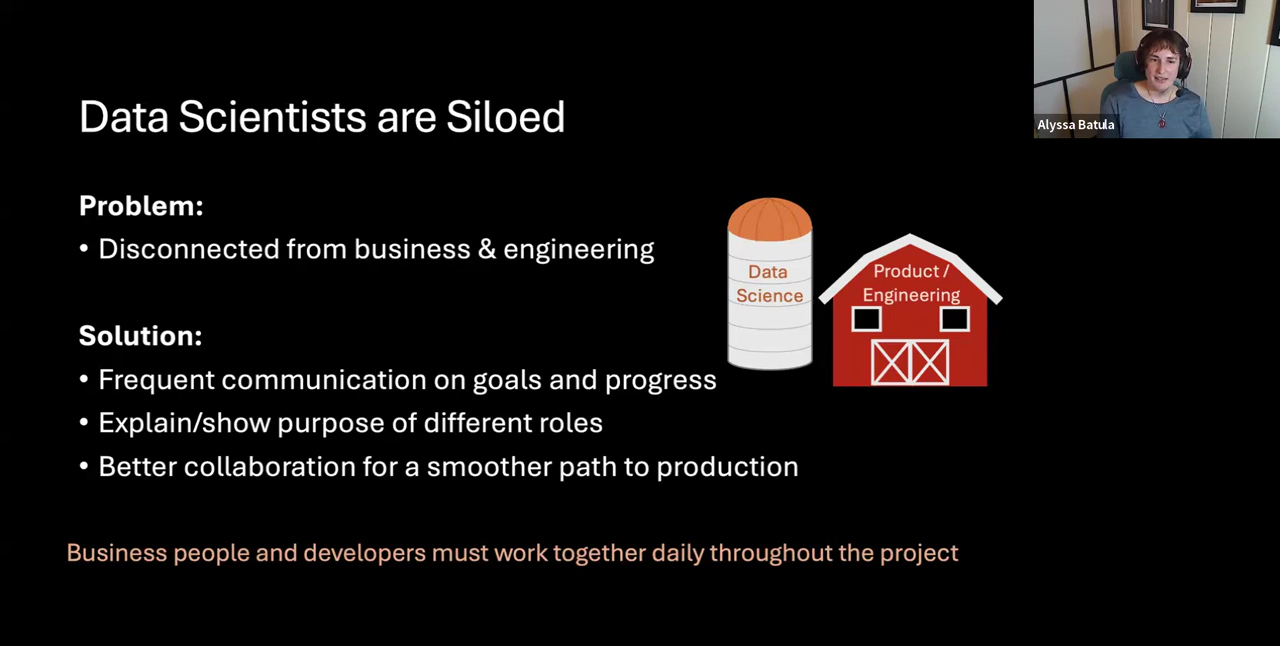 Data Scientists are Siloed
Alyssa Batula
Problem:
• Disconnected from business & engineering
Data
Science
Product /
Engineering
Solution:
• Frequent communication on goals and progress
• Explain/show purpose of different roles
• Better collaboration for a smoother path to production
Business people and developers must work together daily throughout the project